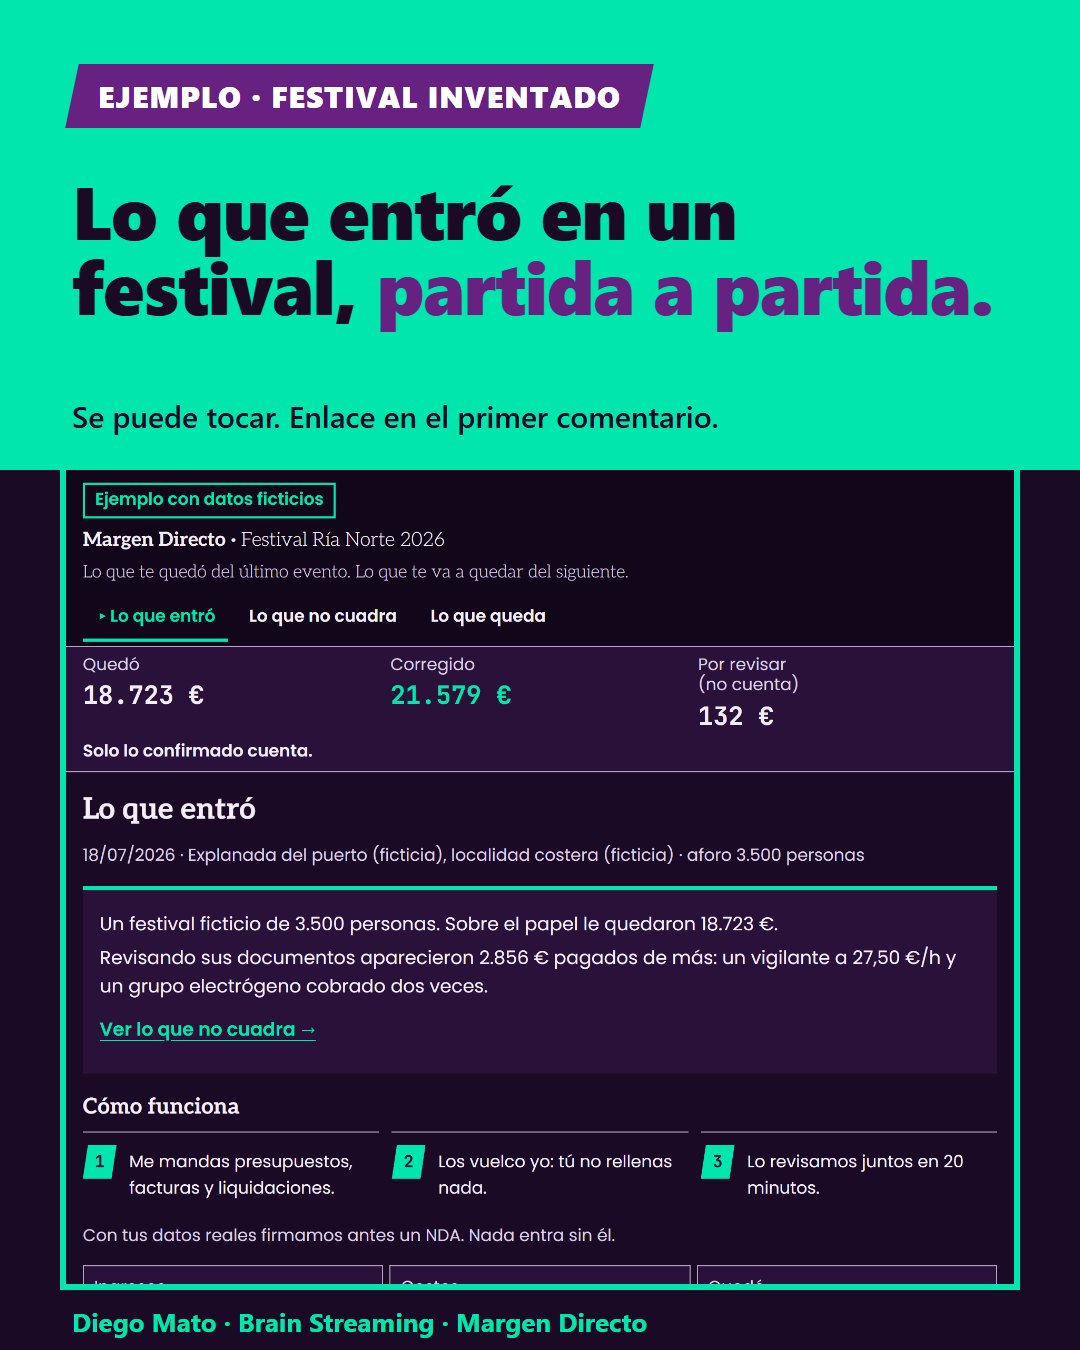 EJEMPLO · FESTIVAL INVENTADO
Lo que entró en un
festival, partida a partida.
Se puede tocar. Enlace en el primer comentario.
Ejemplo con datos ficticios
Margen Directo · Festival Ría Norte 2026
Lo que te quedó del último evento. Lo que te va a quedar del siguiente.
▸ Lo que entró Lo que no cuadra Lo que queda
Quedó Corregido Por revisar
(no cuenta)
18.723 € 21.579 € 132 €
Solo lo confirmado cuenta.
Lo que entró
18/07/2026 · Explanada del puerto (ficticia), localidad costera (ficticia) · aforo 3.500 personas
Un festival ficticio de 3.500 personas. Sobre el papel le quedaron 18.723 €.
Revisando sus documentos aparecieron 2.856 € pagados de más: un vigilante a 27,50 €/h y
un grupo electrógeno cobrado dos veces.
Ver lo que no cuadra →
Cómo funciona
1 Me mandas presupuestos,
facturas y liquidaciones.
2 Los vuelco yo: tú no rellenas
nada.
3 Lo revisamos juntos en 20
minutos.
Con tus datos reales firmamos antes un NDA. Nada entra sin él.
Diego Mato · Brain Streaming · Margen Directo